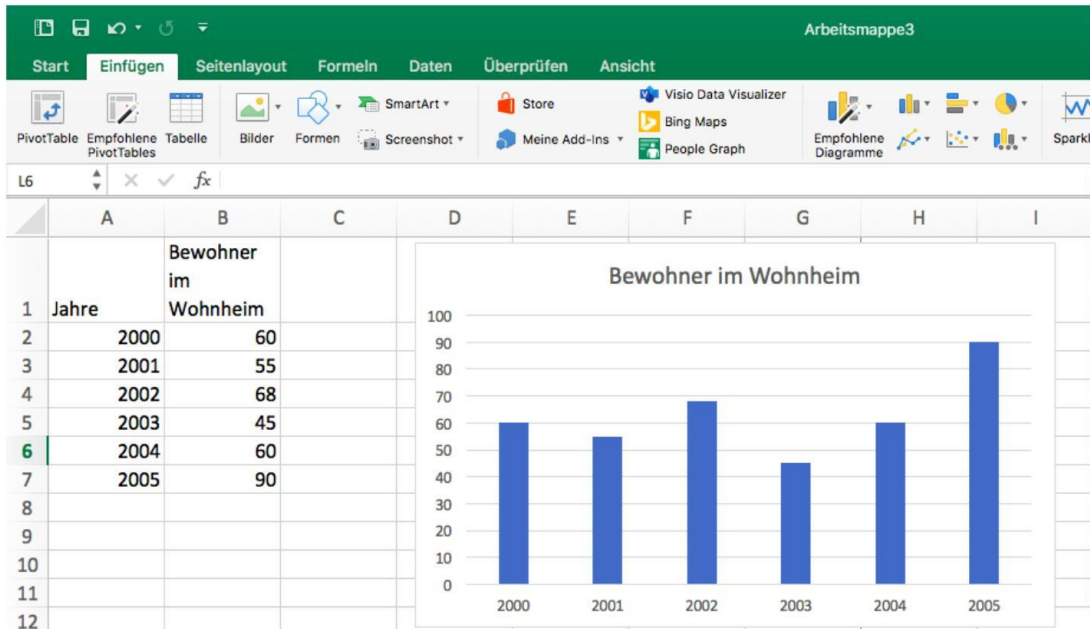 Arbeitsmappe3
Start Einfügen Seitenlayout Formeln Daten Überprüfen Ansicht
PivotTable
Empfohlene
PivotTables
Tabelle
Bilder
Formen
SmartArt
Screenshot
Store
Meine Add-Ins
Visio Data Visualizer
Bing Maps
People Graph
Empfohlene
Diagramme
L6 fx
A B C D E F G H I
1 Jahre
Bewohner
im
Wohnheim
2 2000 60
3 2001 55
4 2002 68
5 2003 45
6 2004 60
7 2005 90
8
9
10
11
12
Bewohner im Wohnheim
100
90
80
70
60
50
40
30
20
10
0
2000 2001 2002 2003 2004 2005